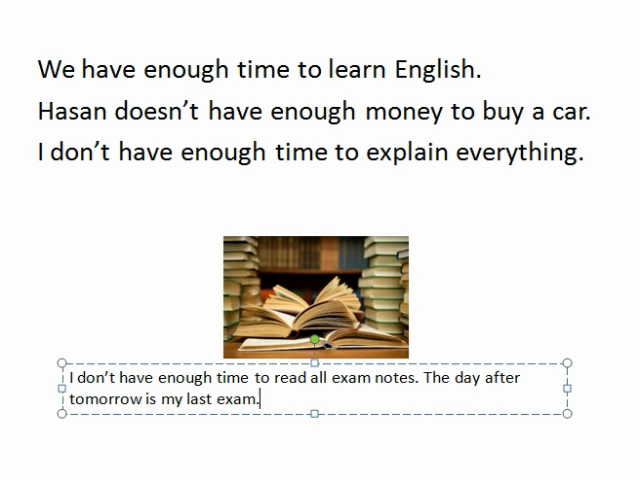 We have enough time to learn English.
Hasan doesn’t have enough money to buy a car.
I don’t have enough time to explain everything.
I don’t have enough time to read all exam notes. The day after
tomorrow is my last exam.